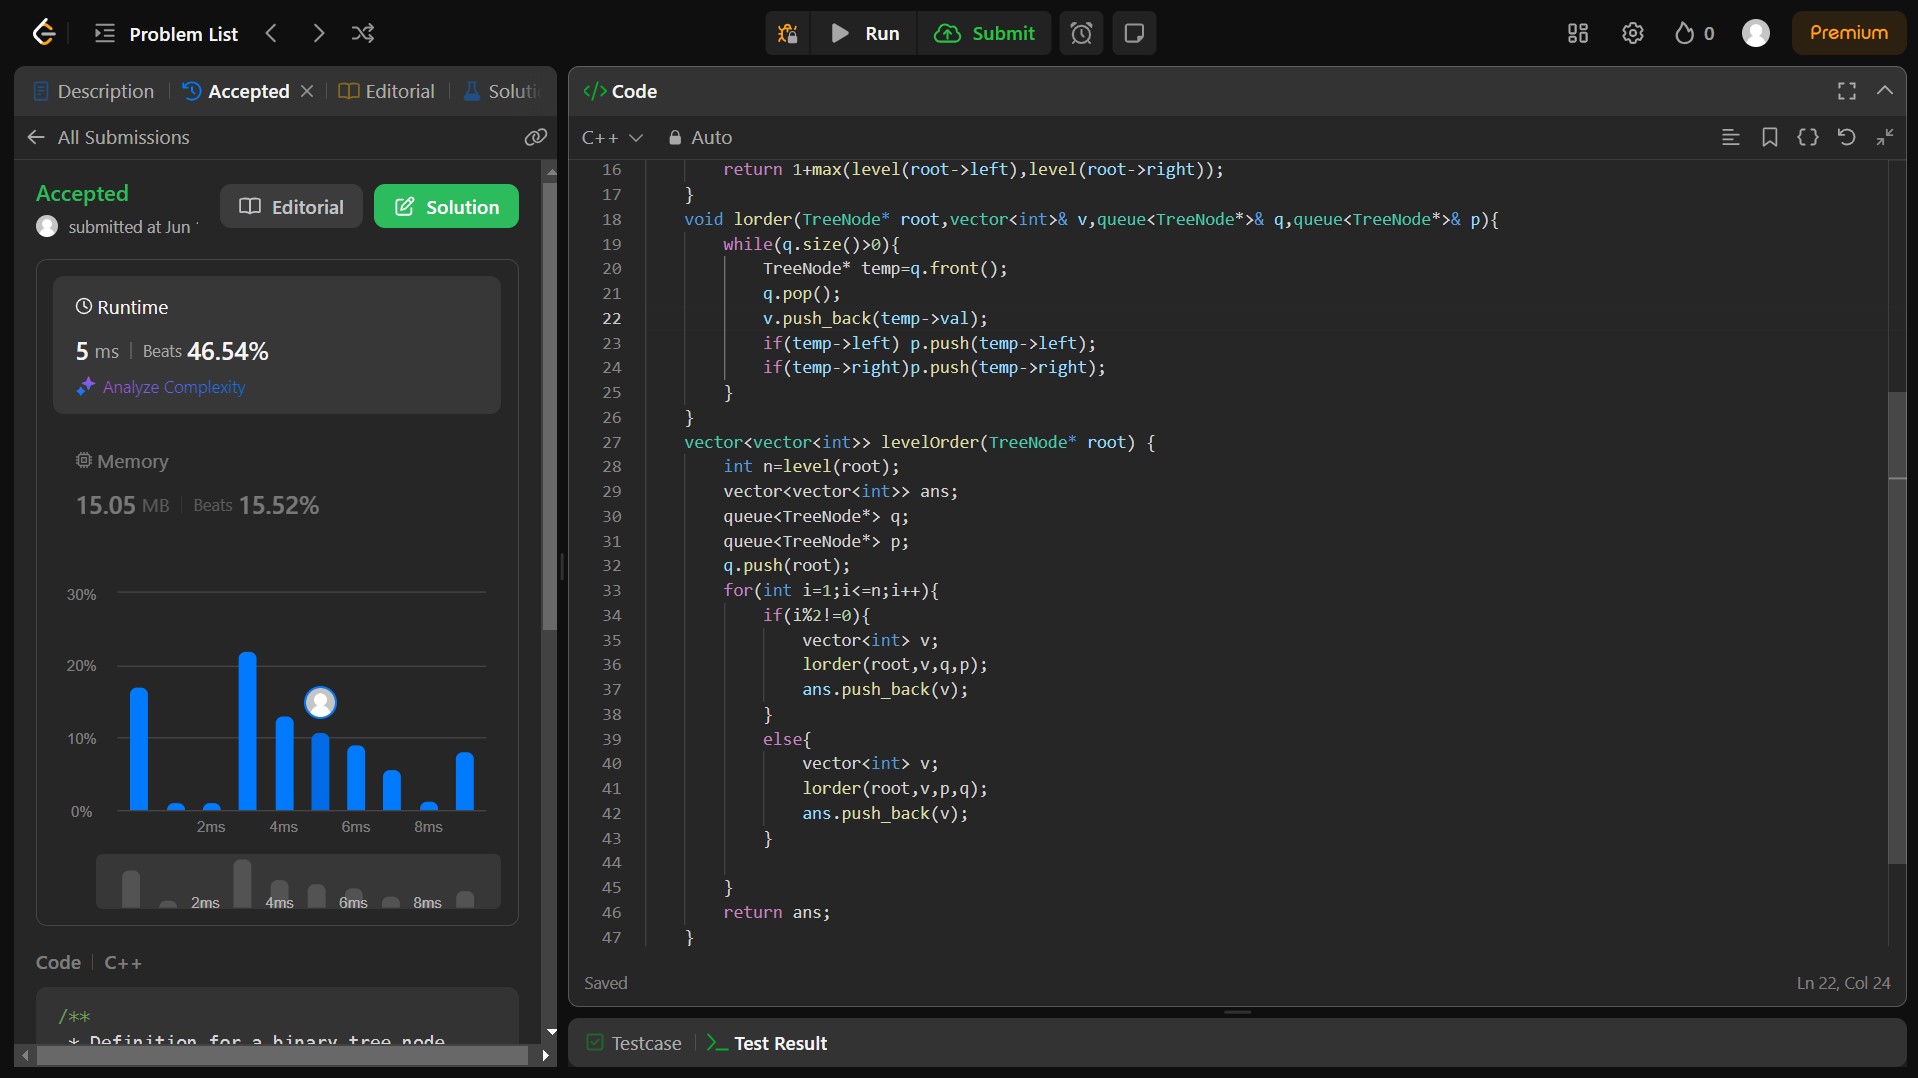 Problem List
Run
Submit
0
Premium
Description
Accepted
Editorial
Code
All Submissions
C++
Auto
Accepted
submitted at Jun
Editorial
Solution
Runtime
5 ms
Beats 46.54%
Analyze Complexity
Memory
15.05 MB
Beats 15.52%
30%
20%
10%
0%
2ms
4ms
6ms
8ms
2ms
4ms
6ms
8ms
Code
C++
/**
* Definition for a binary tree node
16 return 1+max(level(root->left),level(root->right));
17 }
18 void lorder(TreeNode* root,vector<int>& v,queue<TreeNode*>& q,queue<TreeNode*>& p){
19 while(q.size()>0){
20 TreeNode* temp=q.front();
21 q.pop();
22 v.push_back(temp->val);
23 if(temp->left) p.push(temp->left);
24 if(temp->right)p.push(temp->right);
25 }
26 }
27 vector<vector<int>> levelOrder(TreeNode* root) {
28 int n=level(root);
29 vector<vector<int>> ans;
30 queue<TreeNode*> q;
31 queue<TreeNode*> p;
32 q.push(root);
33 for(int i=1;i<=n;i++){
34 if(i%2!=0){
35 vector<int> v;
36 lorder(root,v,q,p);
37 ans.push_back(v);
38 }
39 else{
40 vector<int> v;
41 lorder(root,v,p,q);
42 ans.push_back(v);
43 }
44
45 }
46 return ans;
47 }
Saved
Ln 22, Col 24
Testcase
Test Result